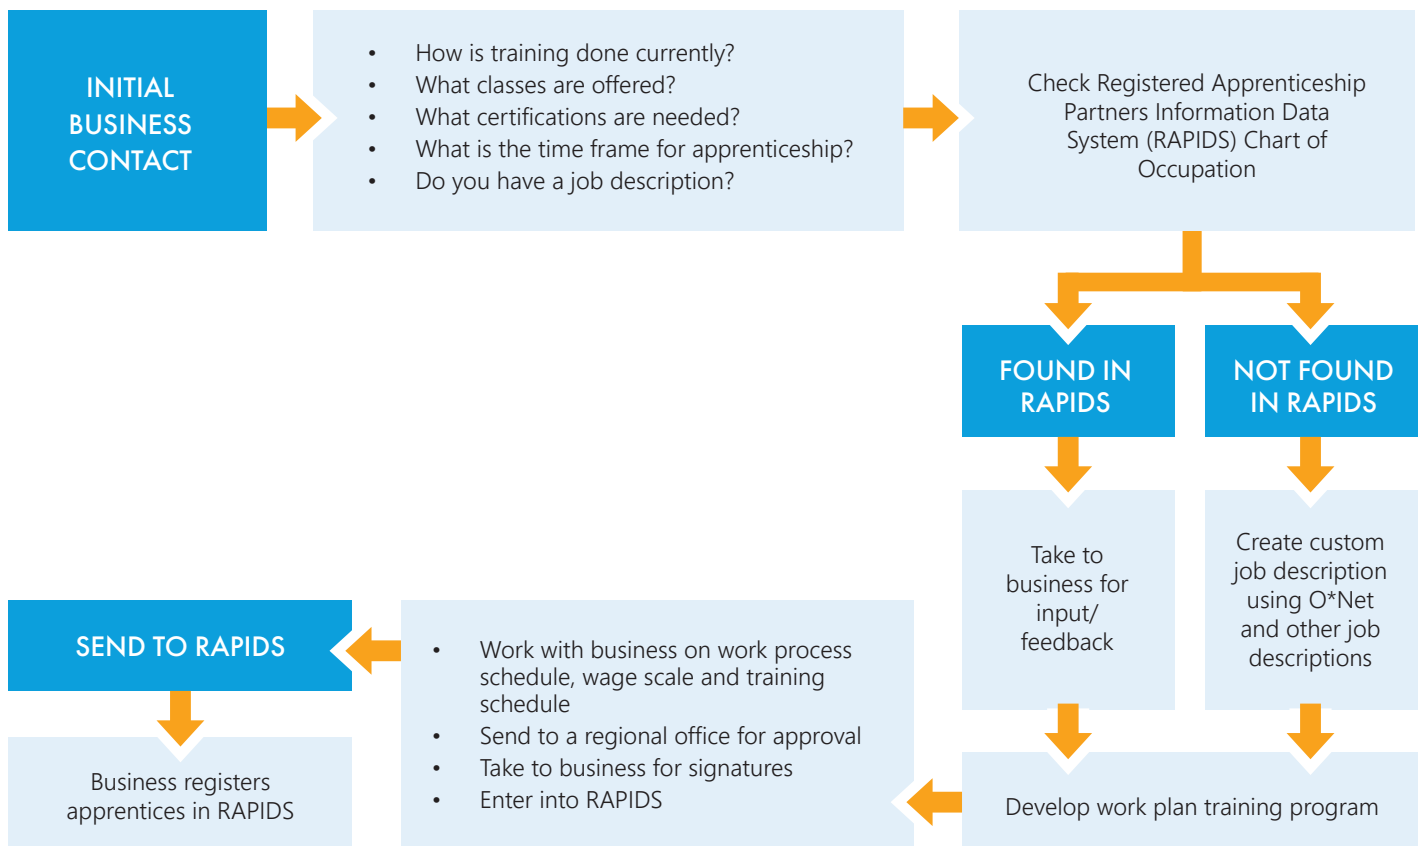 INITIAL
BUSINESS
CONTACT
• How is training done currently?
• What classes are offered?
• What certifications are needed?
• What is the time frame for apprenticeship?
• Do you have a job description?
Check Registered Apprenticeship
Partners Information Data
System (RAPIDS) Chart of
Occupation
FOUND IN
RAPIDS
NOT FOUND
IN RAPIDS
Take to
business for
input/
feedback
Create custom
job description
using O*Net
and other job
descriptions
Develop work plan training program
• Work with business on work process
schedule, wage scale and training
schedule
• Send to a regional office for approval
• Take to business for signatures
• Enter into RAPIDS
SEND TO RAPIDS
Business registers
apprentices in RAPIDS